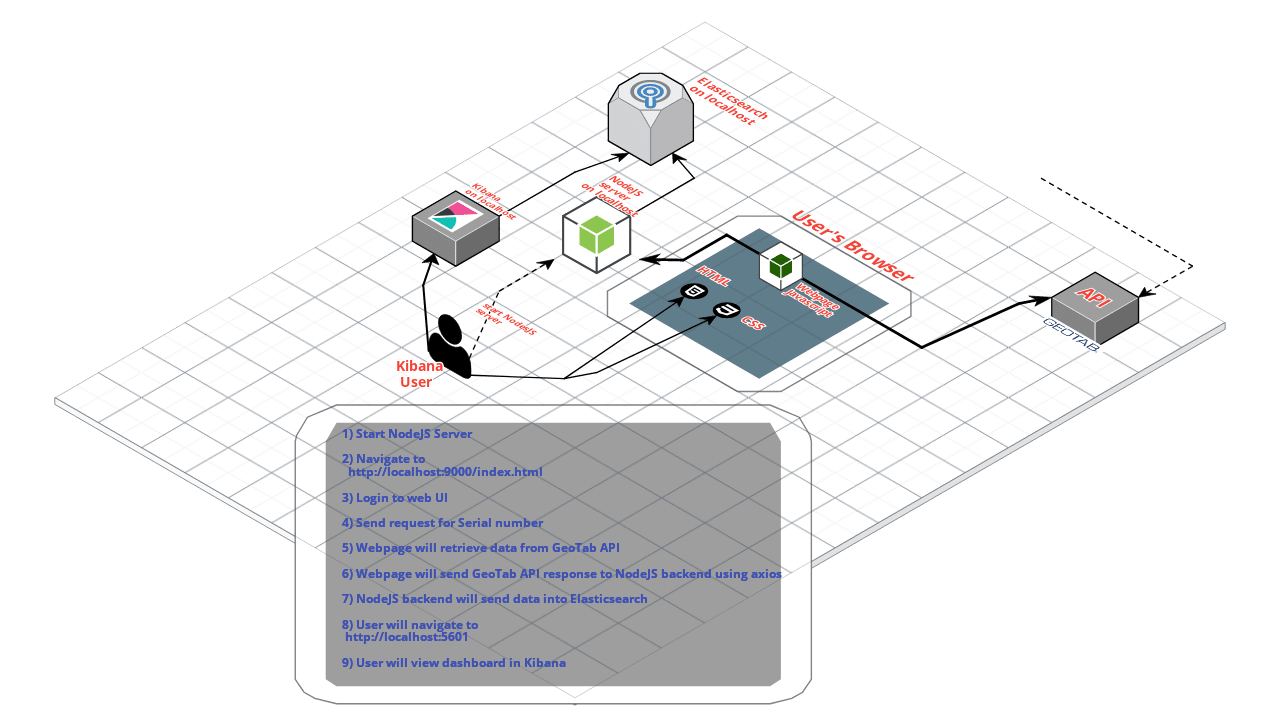 Elasticsearch
on localhost
Kibana
on localhost
NodeJS
server
on localhost
User's Browser
HTML
Webpage
javascript
CSS
API
GEOTAB
start NodeJS
server
Kibana
User
1) Start NodeJS Server
2) Navigate to
http://localhost:9000/index.html
3) Login to web UI
4) Send request for Serial number
5) Webpage will retrieve data from GeoTab API
6) Webpage will send GeoTab API response to NodeJS backend using axios
7) NodeJS backend will send data into Elasticsearch
8) User will navigate to
http://localhost:5601
9) User will view dashboard in Kibana